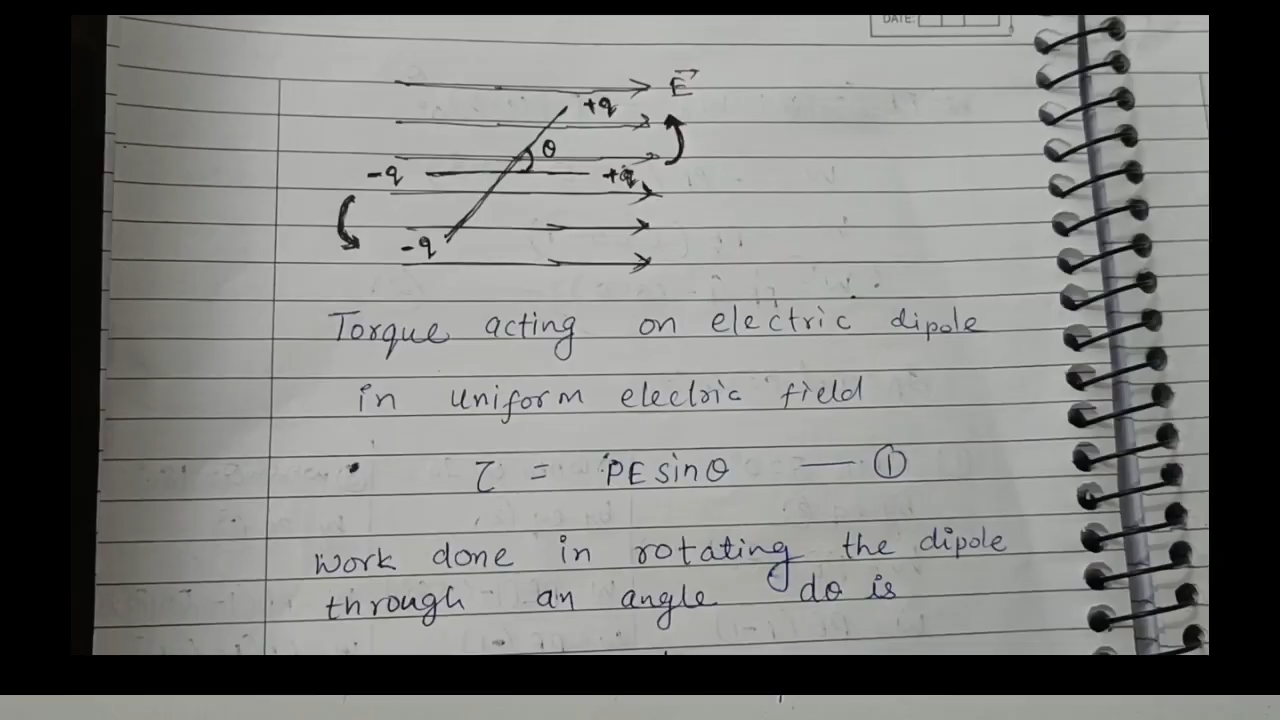 DATE:
E
+q
θ
-q
+q
-q
Torque acting on electric dipole
in uniform electric field
τ = PE sinθ — ①
Work done in rotating the dipole
through an angle dθ is